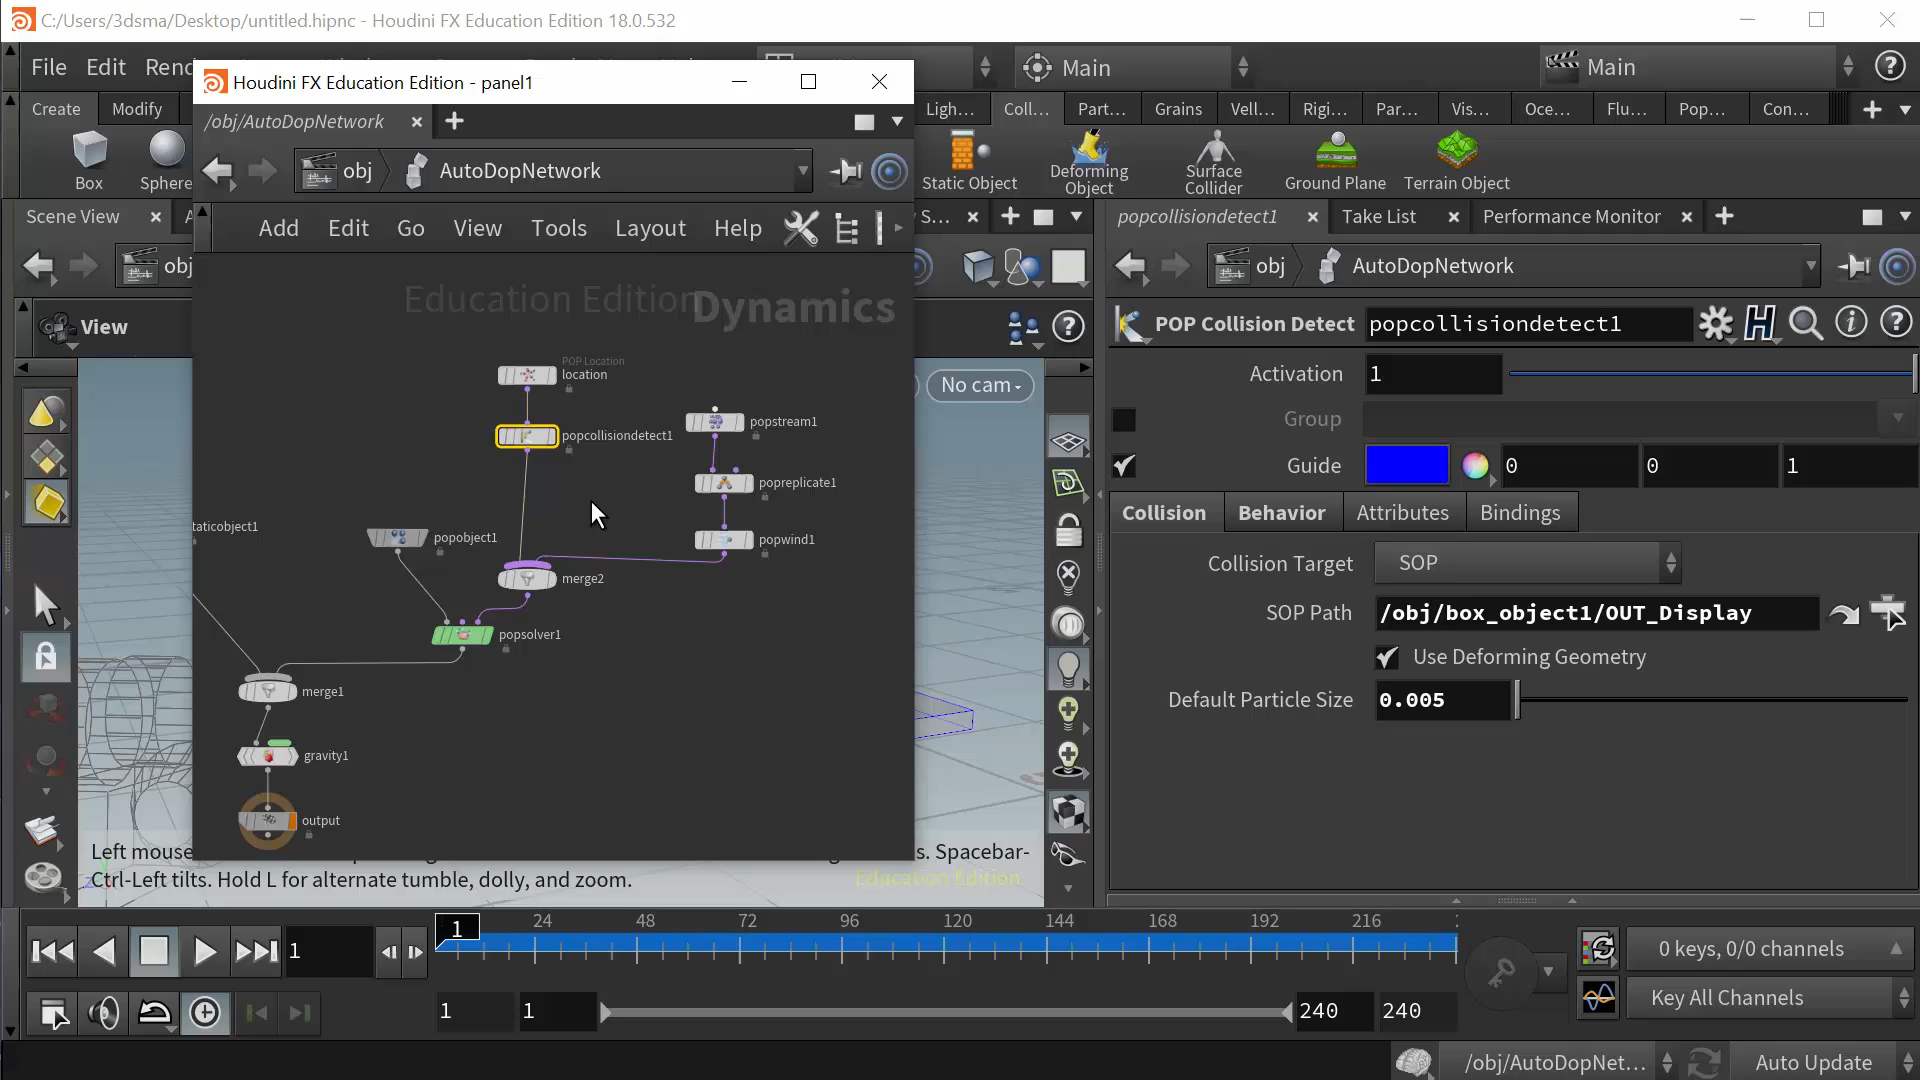 C:/Users/3dsma/Desktop/untitled.hipnc - Houdini FX Education Edition 18.0.532
File Edit
Main
Main
Houdini FX Education Edition - panel1
/obj/AutoDopNetwork
obj AutoDopNetwork
Add Edit Go View Tools Layout Help
Education Edition
Dynamics
POP Location
location
popcollisiondetect1
popstream1
popreplicate1
popwind1
popobject1
merge2
popsolver1
merge1
gravity1
output
Create Modify
Box Sphere
Ligh... Coll... Part... Grains Vell... Rigi... Par... Vis... Oce... Flu... Pop... Con...
Static Object
Deforming Object
Surface Collider
Ground Plane
Terrain Object
Scene View
y S...
obj
View
No cam
Left mouse
s. Spacebar-
Ctrl-Left tilts. Hold L for alternate tumble, dolly, and zoom.
Education Edition
popcollisiondetect1 Take List Performance Monitor
obj AutoDopNetwork
POP Collision Detect popcollisiondetect1
Activation 1
Group
Guide 0 0 1
Collision Behavior Attributes Bindings
Collision Target SOP
SOP Path /obj/box_object1/OUT_Display
Use Deforming Geometry
Default Particle Size 0.005
1
1 24 48 72 96 120 144 168 192 216
1 1 240 240
0 keys, 0/0 channels
Key All Channels
/obj/AutoDopNet...
Auto Update